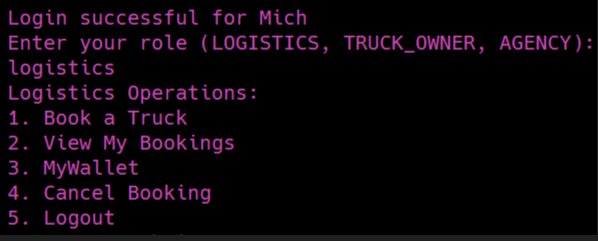 Login successful for Mich
Enter your role (LOGISTICS, TRUCK_OWNER, AGENCY):
logistics
Logistics Operations:
1. Book a Truck
2. View My Bookings
3. MyWallet
4. Cancel Booking
5. Logout